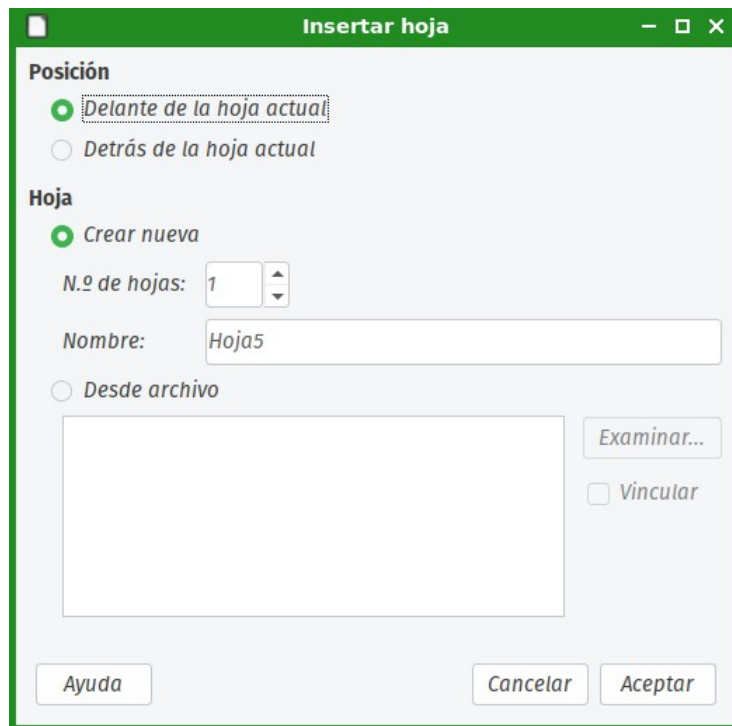 Insertar hoja
Posición
Delante de la hoja actual
Detrás de la hoja actual
Hoja
Crear nueva
N.º de hojas: 1
Nombre: Hoja5
Desde archivo
Examinar...
Vincular
Ayuda Cancelar Aceptar